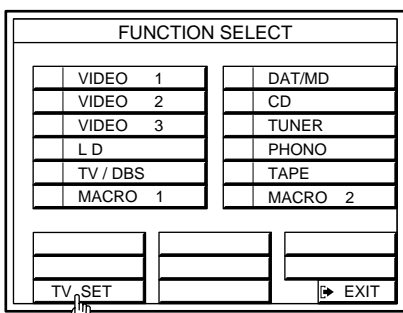 FUNCTION SELECT
VIDEO 1
VIDEO 2
VIDEO 3
L D
TV / DBS
MACRO 1
DAT/MD
CD
TUNER
PHONO
TAPE
MACRO 2
TV SET
EXIT